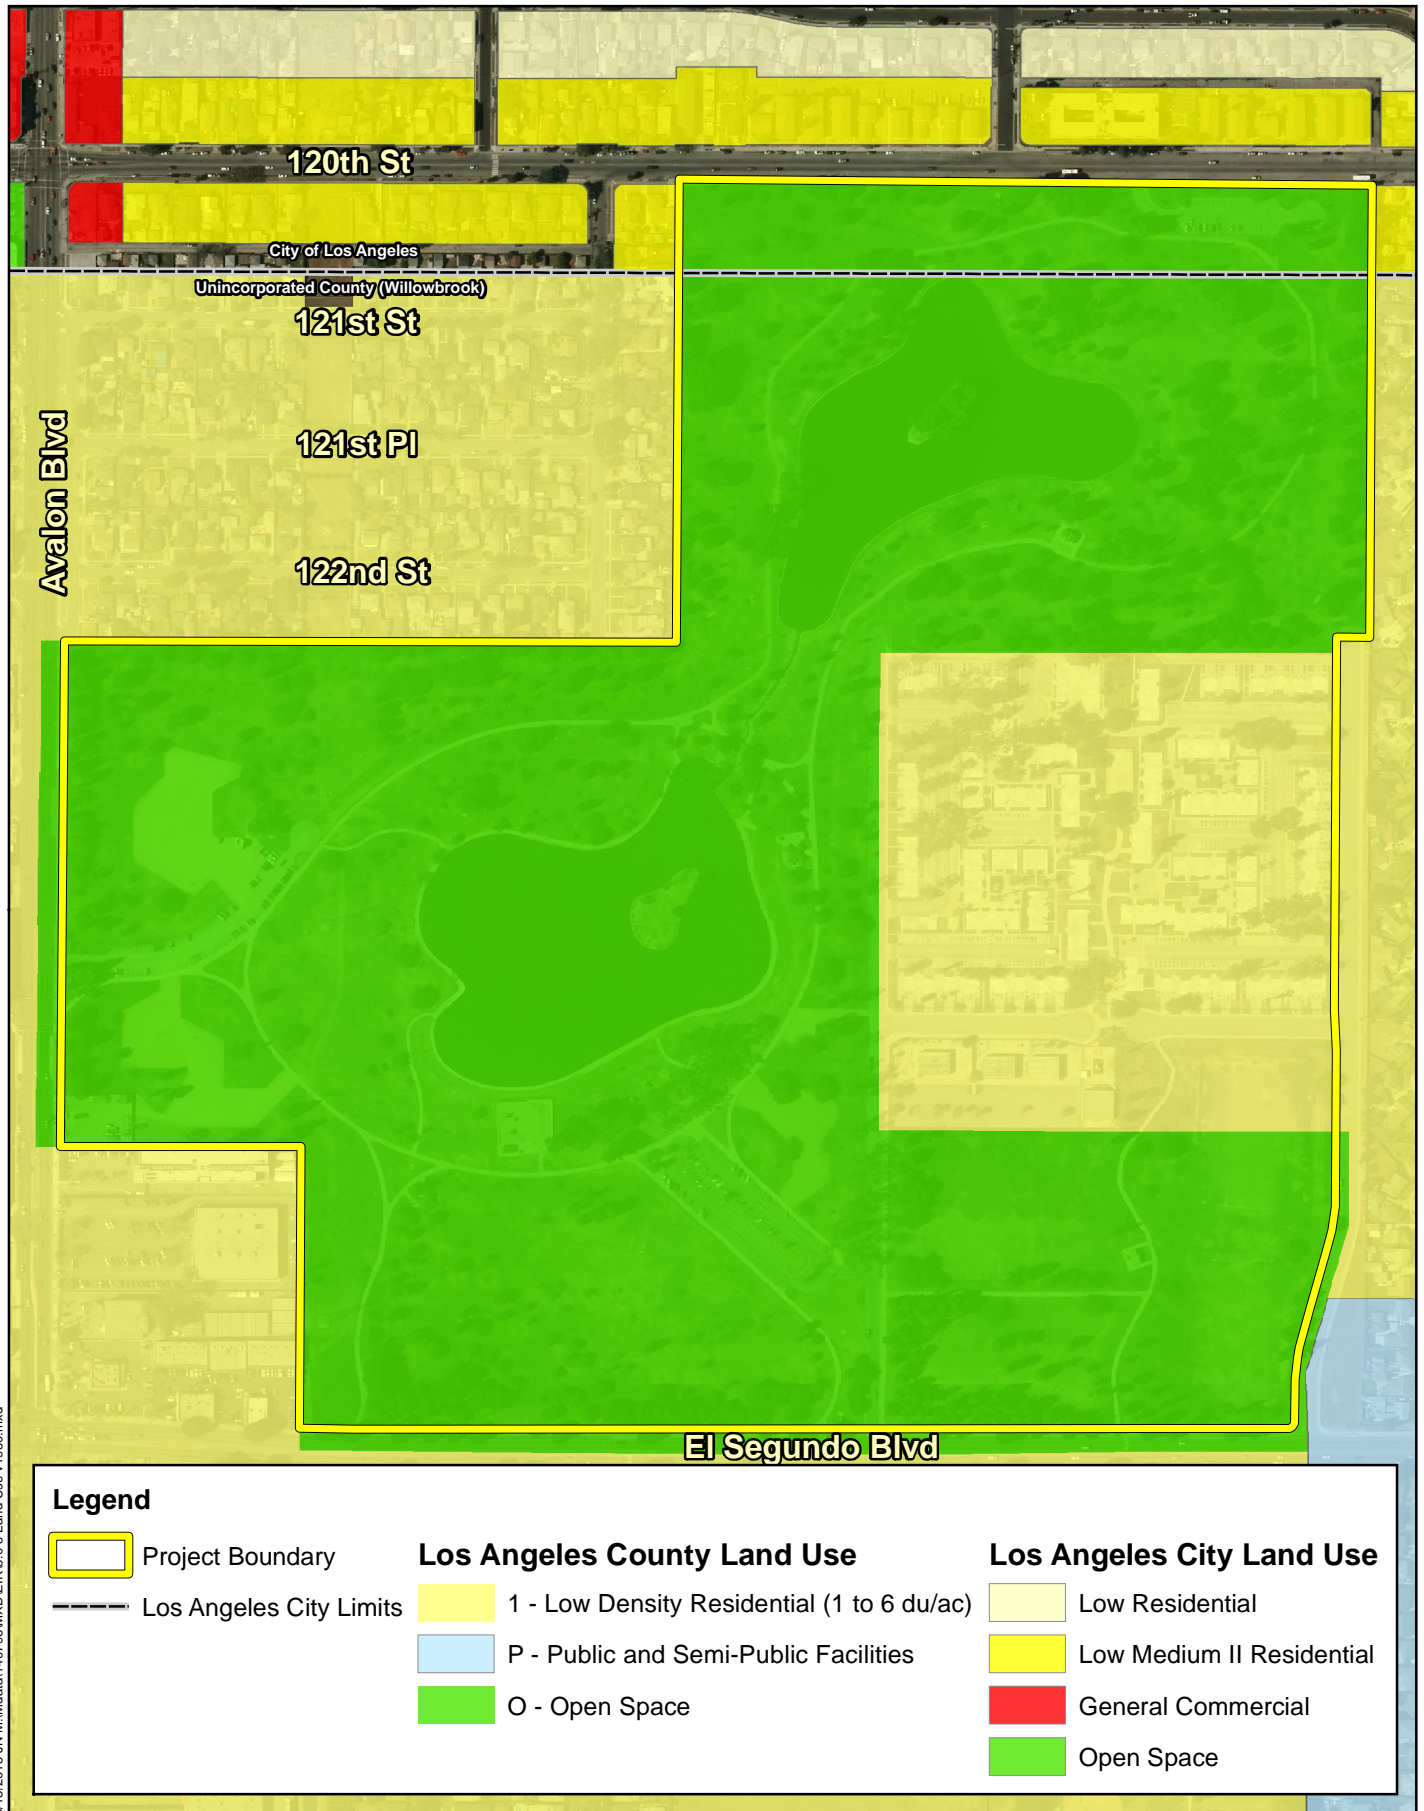 120th St
City of Los Angeles
Unincorporated County (Willowbrook)
121st St
121st Pl
122nd St
Avalon Blvd
El Segundo Blvd
Legend
Project Boundary
Los Angeles City Limits
Los Angeles County Land Use
1 - Low Density Residential (1 to 6 du/ac)
P - Public and Semi-Public Facilities
O - Open Space
Los Angeles City Land Use
Low Residential
Low Medium II Residential
General Commercial
Open Space